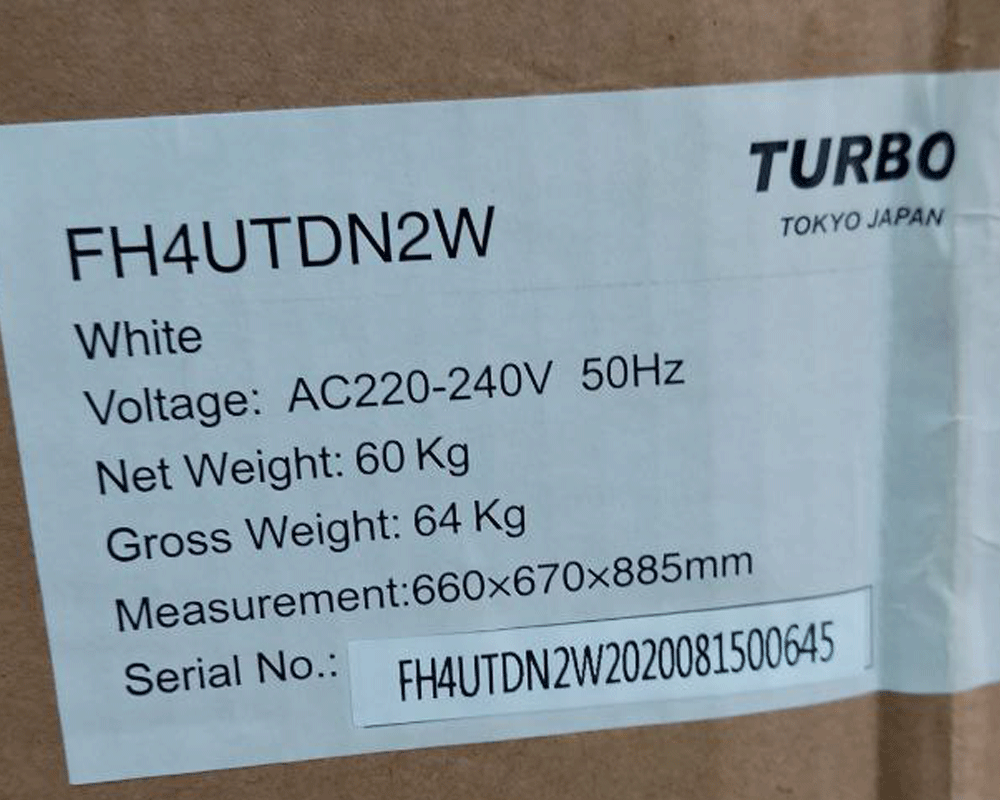 TURBO
TOKYO JAPAN
FH4UTDN2W
White
Voltage: AC220-240V 50Hz
Net Weight: 60 Kg
Gross Weight: 64 Kg
Measurement:660×670×885mm
Serial No.: FH4UTDN2W2020081500645